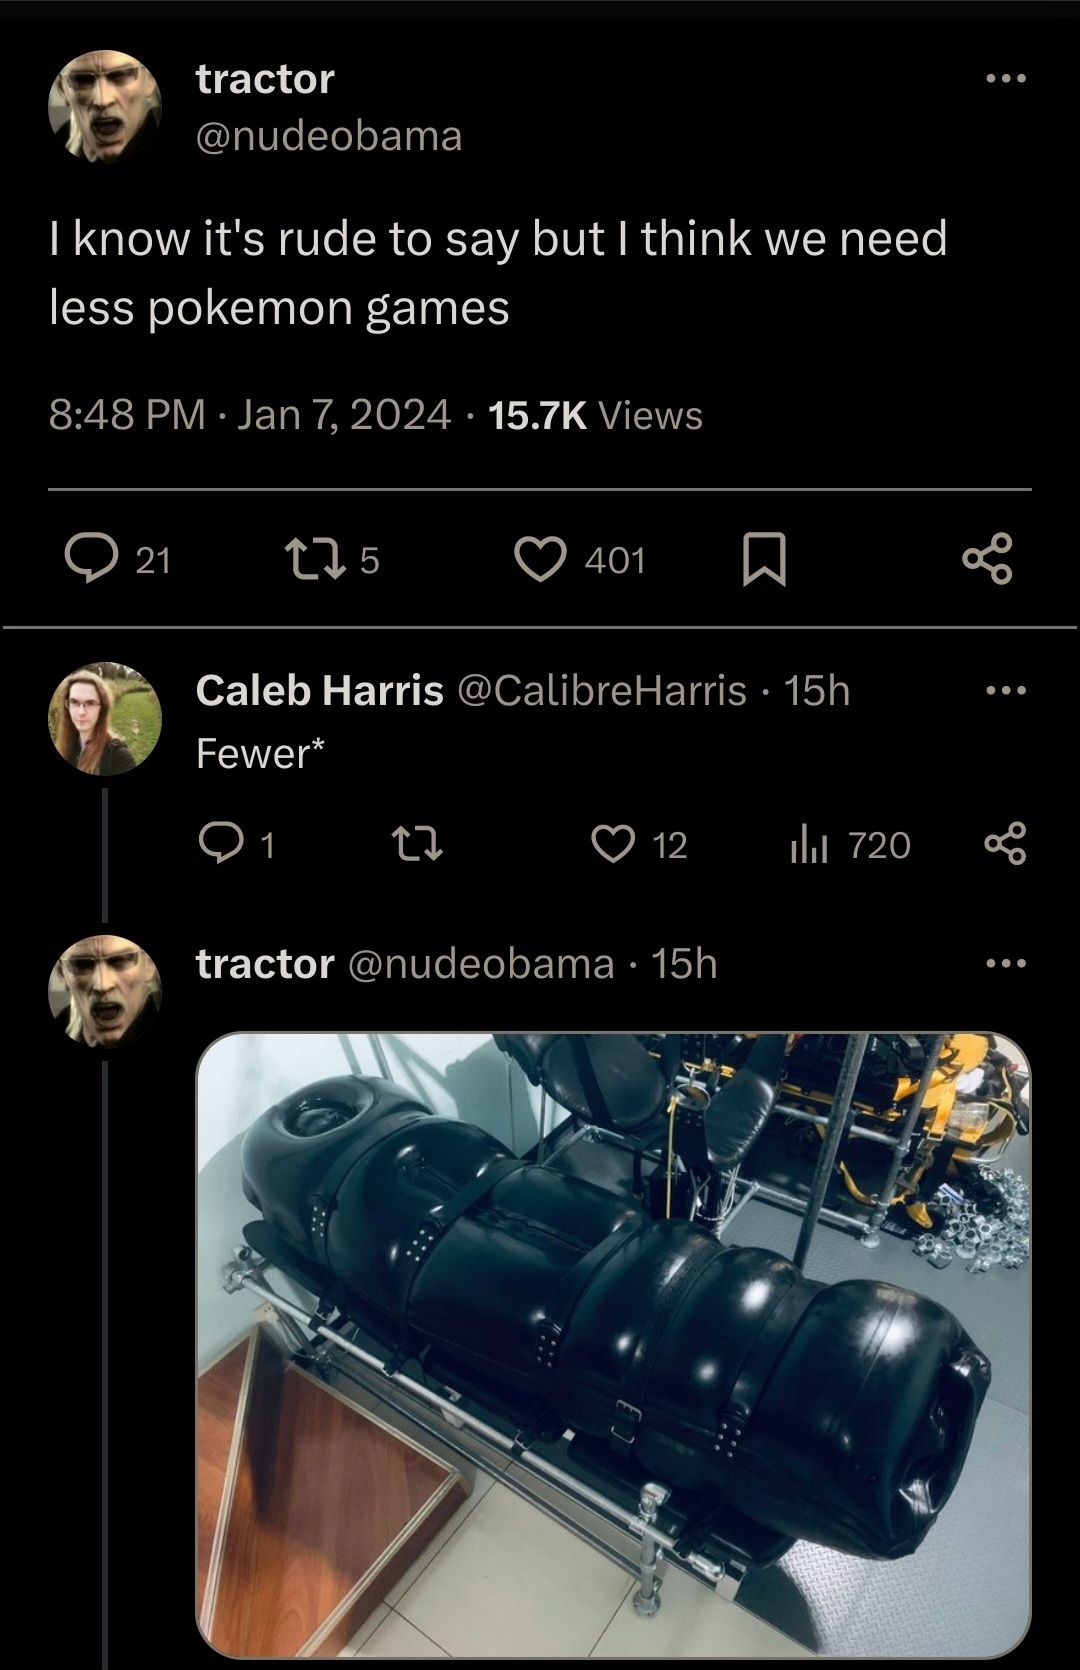 tractor
@nudeobama
I know it's rude to say but I think we need
less pokemon games
8:48 PM · Jan 7, 2024 · 15.7K Views
21 5 401
Caleb Harris @CalibreHarris · 15h
Fewer*
1 12 720
tractor @nudeobama · 15h